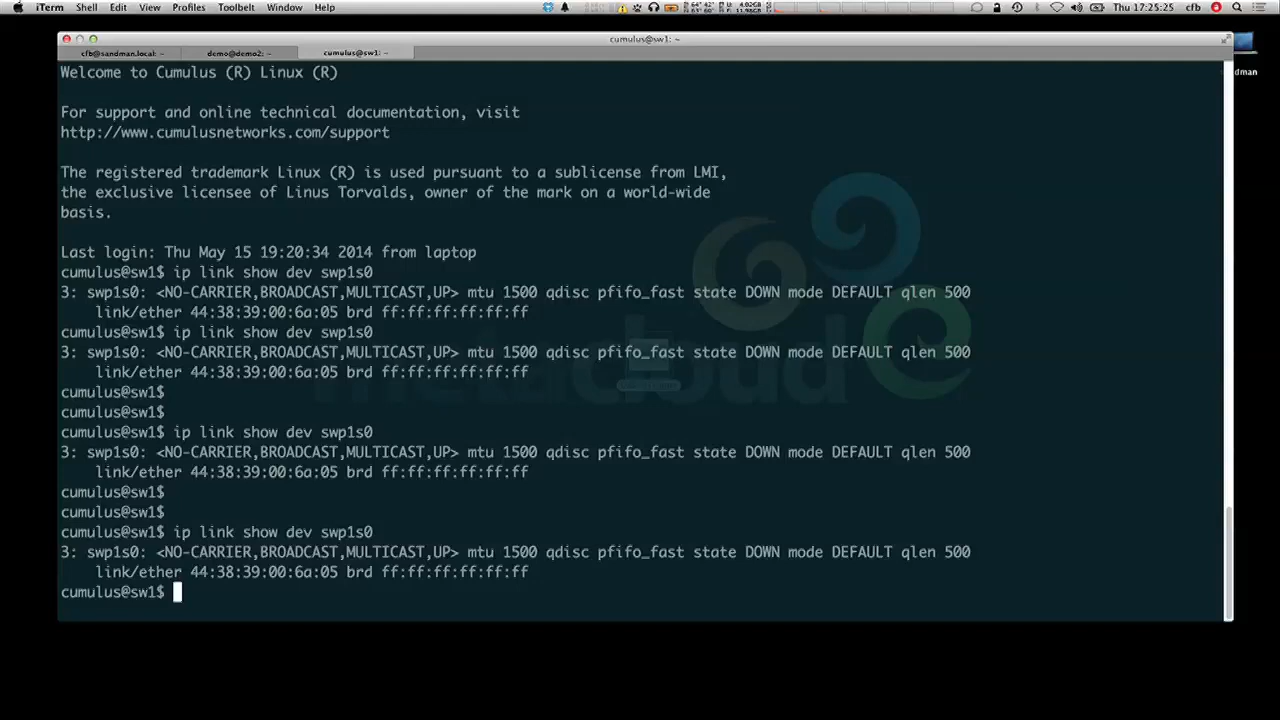 iTerm Shell Edit View Profiles Toolbelt Window Help Thu 17:25:25 cfb
cumulus@sw1: ~
cfb@sandman.local: ~ demo@demo2: ~ cumulus@sw1: ~
Welcome to Cumulus (R) Linux (R)
For support and online technical documentation, visit
http://www.cumulusnetworks.com/support
The registered trademark Linux (R) is used pursuant to a sublicense from LMI,
the exclusive licensee of Linus Torvalds, owner of the mark on a world-wide
basis.
Last login: Thu May 15 19:20:34 2014 from laptop
cumulus@sw1$ ip link show dev swp1s0
3: swp1s0: <NO-CARRIER,BROADCAST,MULTICAST,UP> mtu 1500 qdisc pfifo_fast state DOWN mode DEFAULT qlen 500
link/ether 44:38:39:00:6a:05 brd ff:ff:ff:ff:ff:ff
cumulus@sw1$ ip link show dev swp1s0
3: swp1s0: <NO-CARRIER,BROADCAST,MULTICAST,UP> mtu 1500 qdisc pfifo_fast state DOWN mode DEFAULT qlen 500
link/ether 44:38:39:00:6a:05 brd ff:ff:ff:ff:ff:ff
cumulus@sw1$
cumulus@sw1$
cumulus@sw1$ ip link show dev swp1s0
3: swp1s0: <NO-CARRIER,BROADCAST,MULTICAST,UP> mtu 1500 qdisc pfifo_fast state DOWN mode DEFAULT qlen 500
link/ether 44:38:39:00:6a:05 brd ff:ff:ff:ff:ff:ff
cumulus@sw1$
cumulus@sw1$
cumulus@sw1$ ip link show dev swp1s0
3: swp1s0: <NO-CARRIER,BROADCAST,MULTICAST,UP> mtu 1500 qdisc pfifo_fast state DOWN mode DEFAULT qlen 500
link/ether 44:38:39:00:6a:05 brd ff:ff:ff:ff:ff:ff
cumulus@sw1$
metacloud
dman